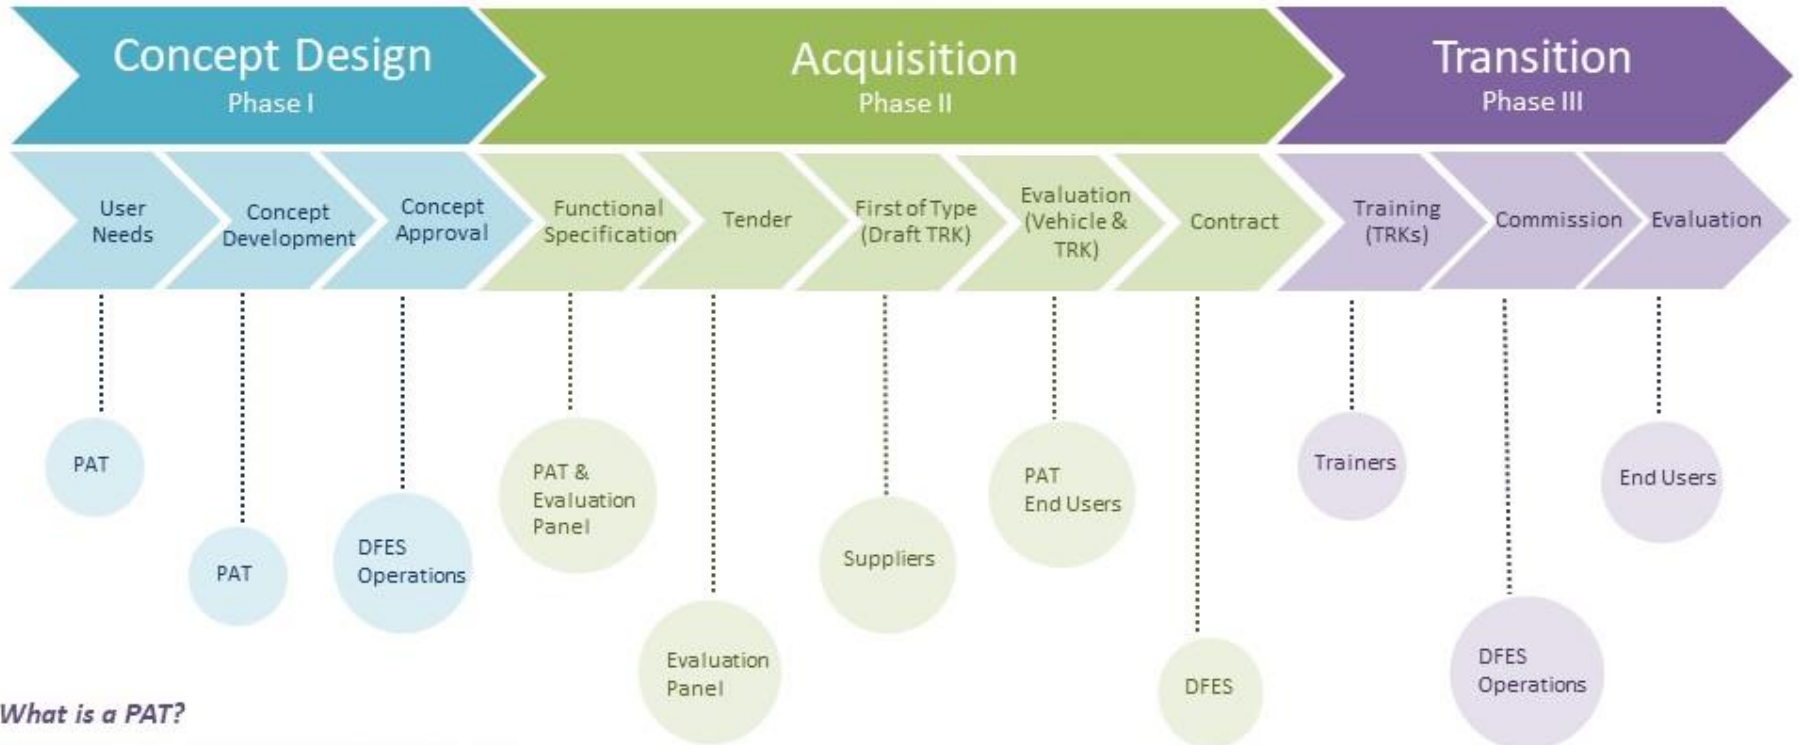 Concept Design
Phase I
Acquisition
Phase II
Transition
Phase III
User
Needs
Concept
Development
Concept
Approval
Functional
Specification
Tender
First of Type
(Draft TRK)
Evaluation
(Vehicle &
TRK)
Contract
Training
(TRKs)
Commission
Evaluation
PAT
PAT
DFES
Operations
PAT &
Evaluation
Panel
Evaluation
Panel
Suppliers
PAT
End Users
DFES
Trainers
DFES
Operations
End Users
What is a PAT?